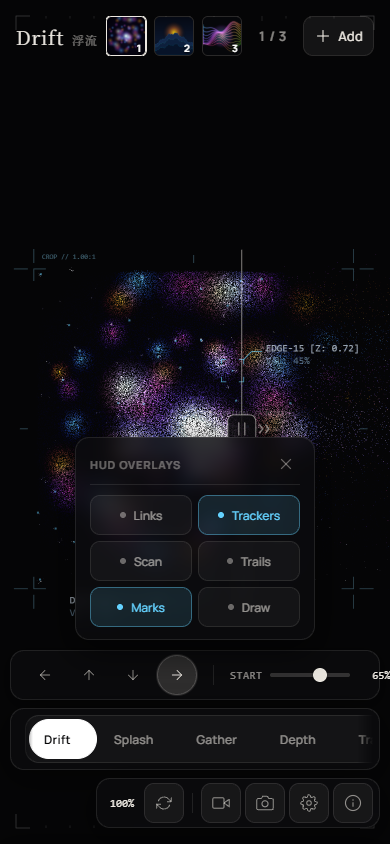 Drift 浮流 1 2 3 1 / 3 Add
CROP // 1.00:1
EDGE-15 [Z: 0.72]
45%
HUD OVERLAYS
Links Trackers
Scan Trails
Marks Draw
START 65%
Drift Splash Gather Depth Tr
100%